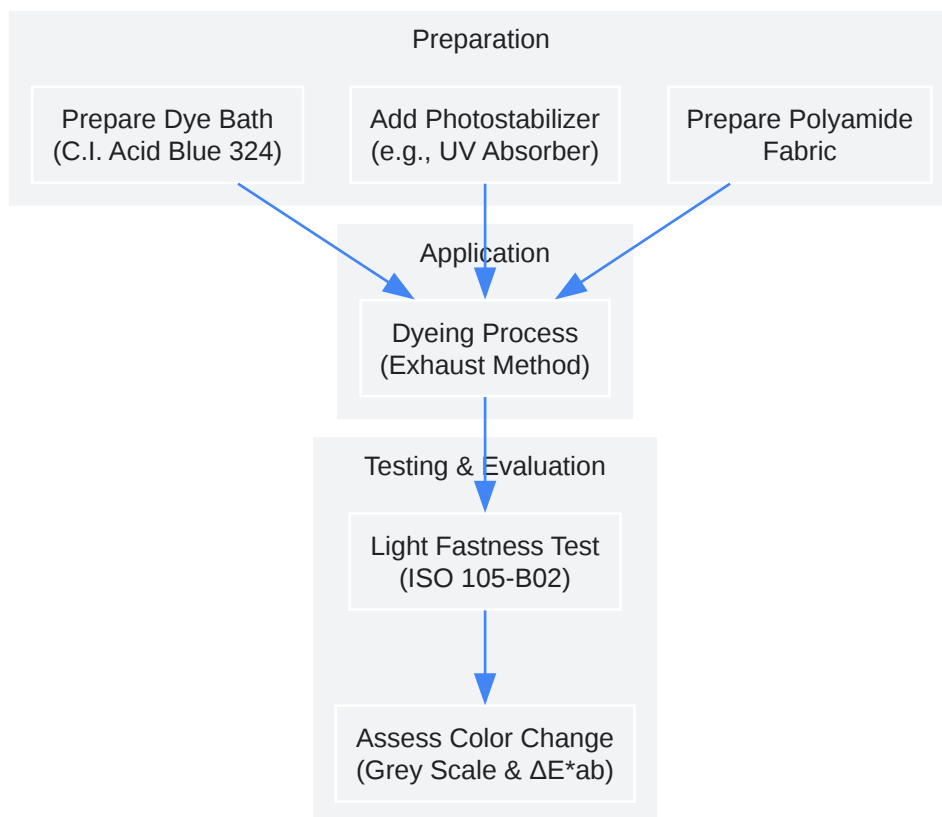 Preparation
Prepare Dye Bath
(C.I. Acid Blue 324)
Add Photostabilizer
(e.g., UV Absorber)
Prepare Polyamide
Fabric
Application
Dyeing Process
(Exhaust Method)
Testing & Evaluation
Light Fastness Test
(ISO 105-B02)
Assess Color Change
(Grey Scale & ΔE*ab)